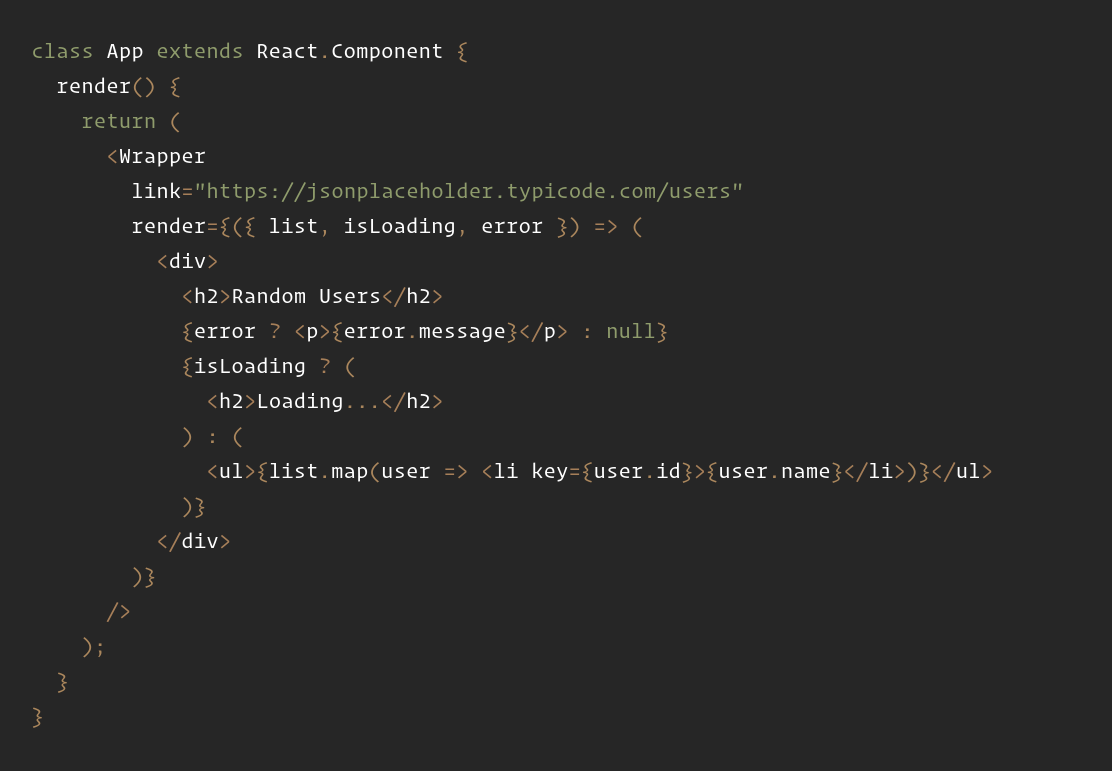 class App extends React.Component {
  render() {
    return (
      <Wrapper
        link="https://jsonplaceholder.typicode.com/users"
        render={({ list, isLoading, error }) => (
          <div>
            <h2>Random Users</h2>
            {error ? <p>{error.message}</p> : null}
            {isLoading ? (
              <h2>Loading...</h2>
            ) : (
              <ul>{list.map(user => <li key={user.id}>{user.name}</li>)}</ul>
            )}
          </div>
        )}
      />
    );
  }
}